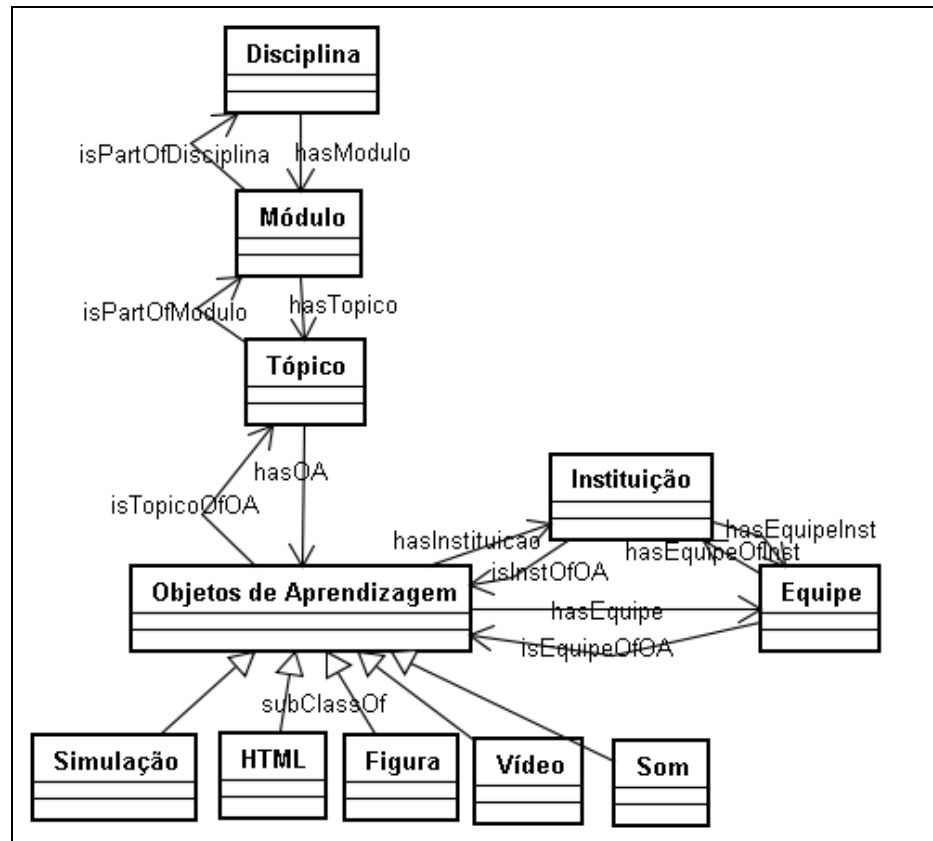 Disciplina
isPartOfDisciplina
hasModulo
Módulo
isPartOfModulo
hasTopico
Tópico
hasOA
isTopicoOfOA
Instituição
hasInstituicao
hasEquipeInst
hasEquipeOfInst
isInstOfOA
Objetos de Aprendizagem
hasEquipe
Equipe
isEquipeOfOA
subClassOf
Simulação
HTML
Figura
Vídeo
Som